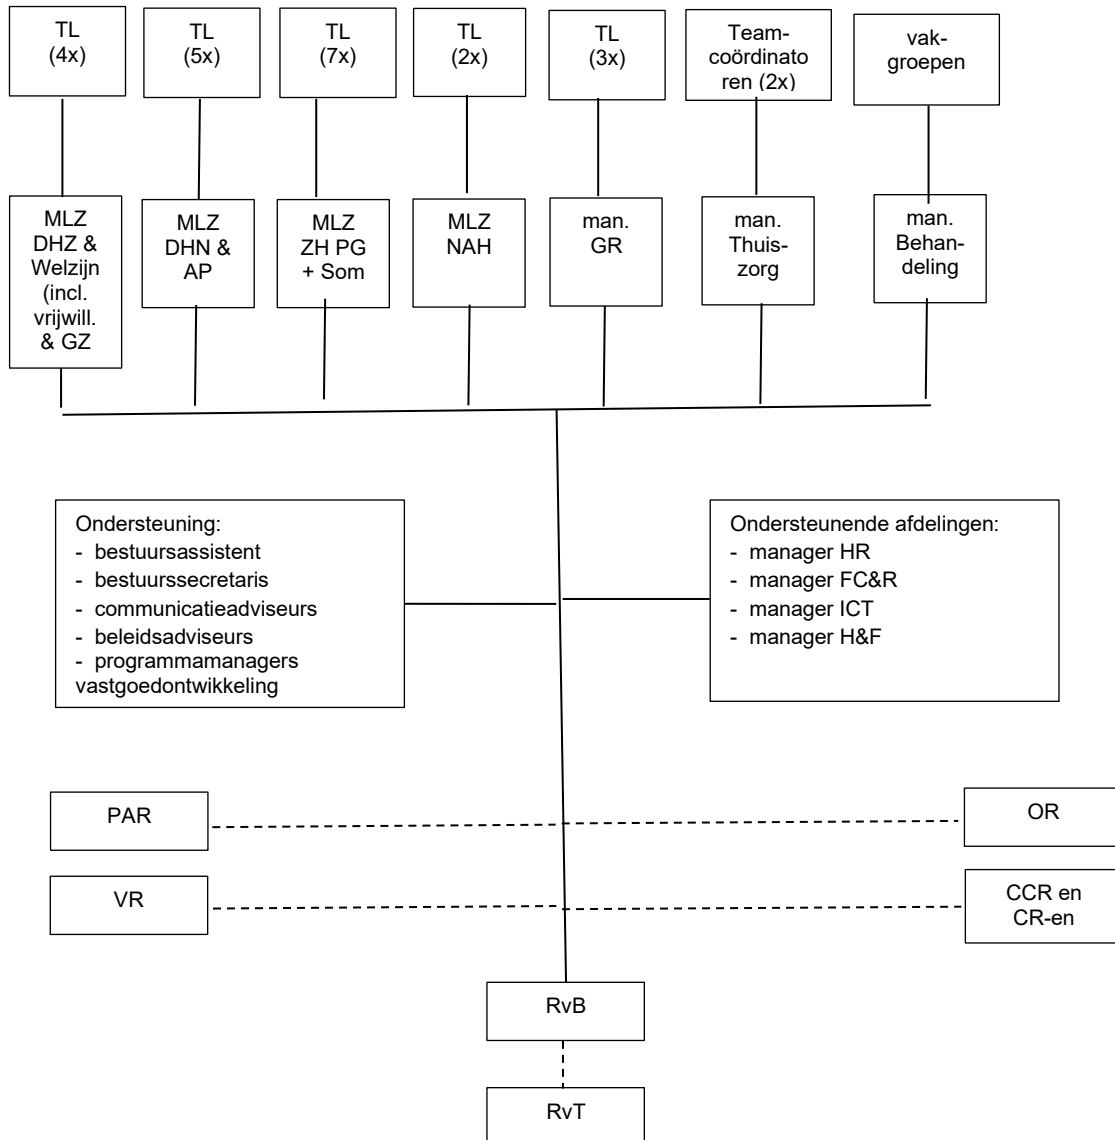 TL
(4x)
TL
(5x)
TL
(7x)
TL
(2x)
TL
(3x)
Team-
coördinato
ren (2x)
vak-
groepen
MLZ
DHZ &
Welzijn
(incl.
vrijwill.
& GZ
MLZ
DHN &
AP
MLZ
ZH PG
+ Som
MLZ
NAH
man.
GR
man.
Thuis-
zorg
man.
Behan-
deling
Ondersteuning:
- bestuursassistent
- bestuurssecretaris
- communicatieadviseurs
- beleidsadviseurs
- programmamanagers
vastgoedontwikkeling
Ondersteunende afdelingen:
- manager HR
- manager FC&R
- manager ICT
- manager H&F
PAR
OR
VR
CCR en
CR-en
RvB
RvT